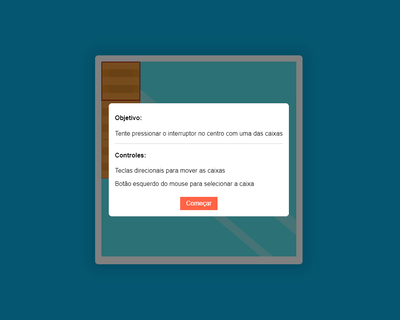 Objetivo:
Tente pressionar o interruptor no centro com uma das caixas
Controles:
Teclas direcionais para mover as caixas
Botão esquerdo do mouse para selecionar a caixa
Começar